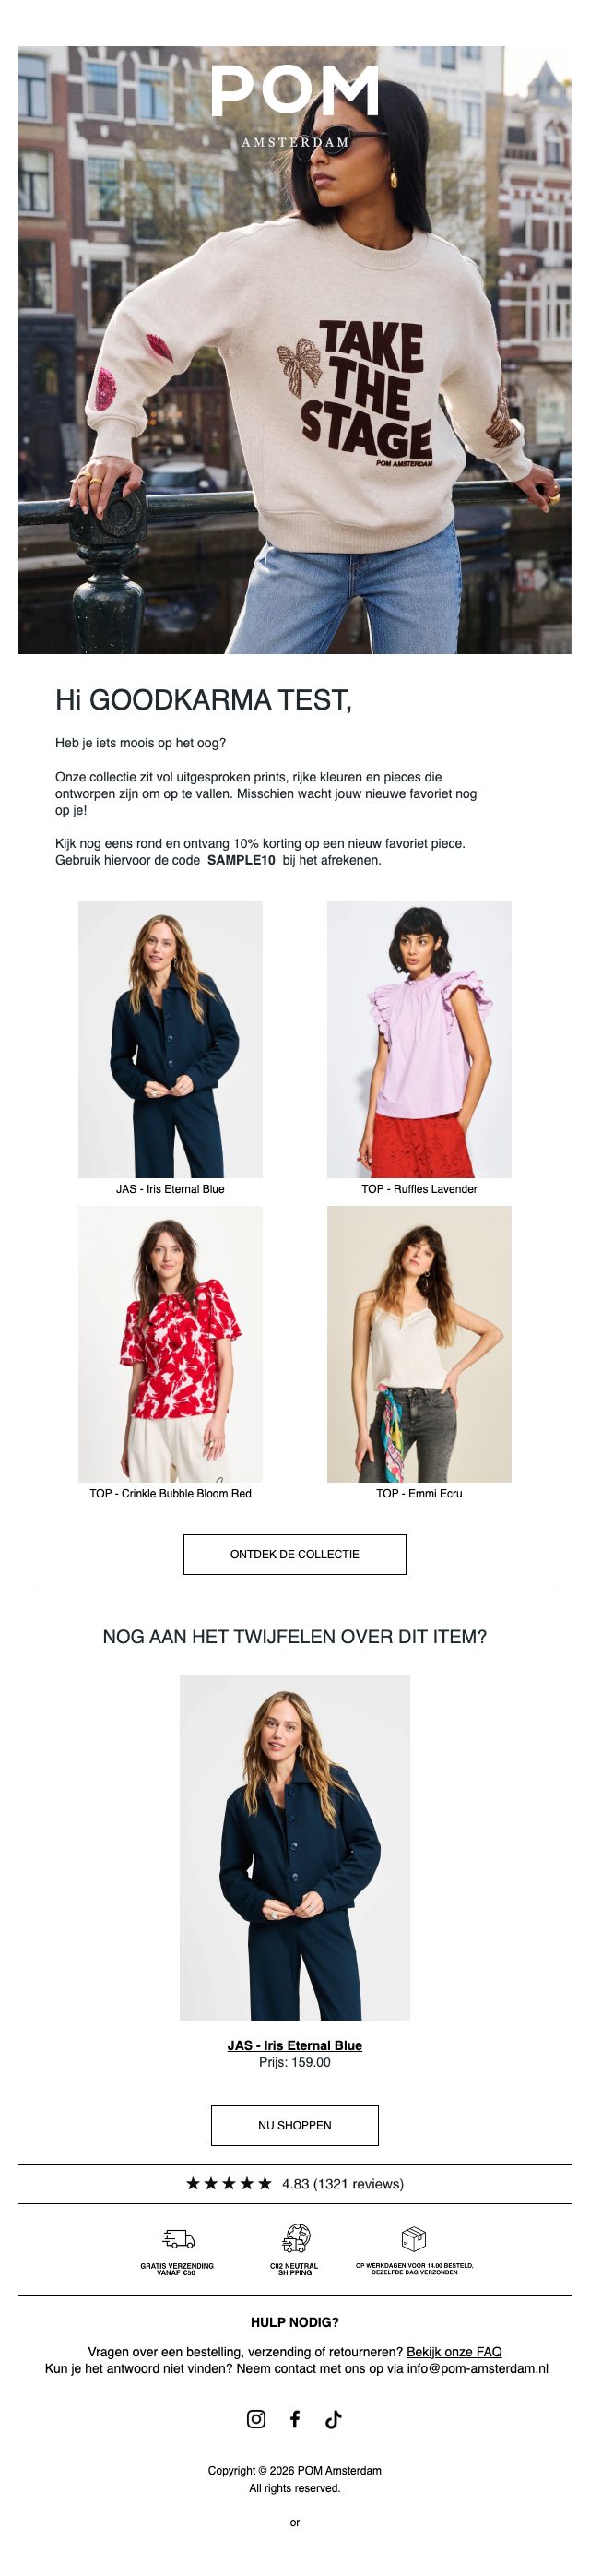 POM
AMSTERDAM
TAKE
THE
STAGE
POM AMSTERDAM
Hi GOODKARMA TEST,
Heb je iets moois op het oog?
Onze collectie zit vol uitgesproken prints, rijke kleuren en pieces die
ontworpen zijn om op te vallen. Misschien wacht jouw nieuwe favoriet nog
op je!
Kijk nog eens rond en ontvang 10% korting op een nieuw favoriet piece.
Gebruik hiervoor de code SAMPLE10 bij het afrekenen.
JAS - Iris Eternal Blue
TOP - Ruffles Lavender
TOP - Crinkle Bubble Bloom Red
TOP - Emmi Ecru
ONTDEK DE COLLECTIE
NOG AAN HET TWIJFELEN OVER DIT ITEM?
JAS - Iris Eternal Blue
Prijs: 159.00
NU SHOPPEN
★★★★★ 4.83 (1321 reviews)
GRATIS VERZENDING
VANAF €50
C02 NEUTRAL
SHIPPING
OP WERKDAGEN VOOR 14.00 BESTELD,
DEZELFDE DAG VERZONDEN
HULP NODIG?
Vragen over een bestelling, verzending of retourneren? Bekijk onze FAQ
Kun je het antwoord niet vinden? Neem contact met ons op via info@pom-amsterdam.nl
Copyright © 2026 POM Amsterdam
All rights reserved.
or